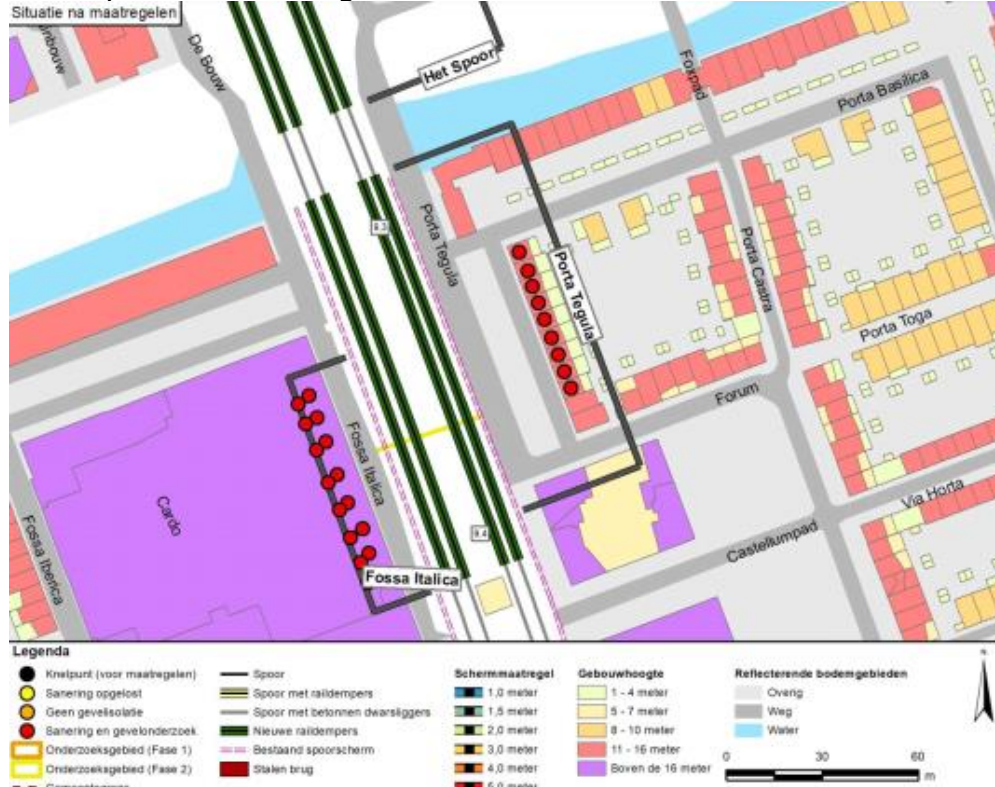 Situatie na maatregelen
De Bouw
Het Spoor
Foxpad
Porta Basilica
Porta Tegula
9.3
Porta Tegula
Porta Castra
Porta Toga
Forum
Fossa Italica
Cardo
9.4
Via Horta
Castellumpad
Fossa Iberica
Fossa Italica
Legenda
Knelpunt (voor maatregelen)
Sanering opgelost
Geen gevelisolatie
Sanering en gevelonderzoek
Onderzoeksgebied (Fase 1)
Onderzoeksgebied (Fase 2)
Spoor
Spoor met raildempers
Spoor met betonnen dwarsliggers
Nieuwe raildempers
Bestaand spoorscherm
Stalen brug
Schermmaatregel
1,0 meter
1,5 meter
2,0 meter
3,0 meter
4,0 meter
5,0 meter
Gebouwhoogte
1 - 4 meter
5 - 7 meter
8 - 10 meter
11 - 16 meter
Boven de 16 meter
Reflecterende bodemgebieden
Overig
Weg
Water
0 30 60
m